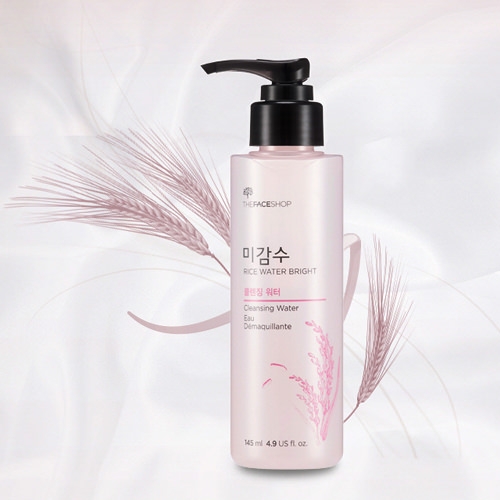 THEFACESHOP
미감수
RICE WATER BRIGHT
클렌징 워터
Cleansing Water
Eau
Démaquillante
145 ml 4.9 US fl. oz.